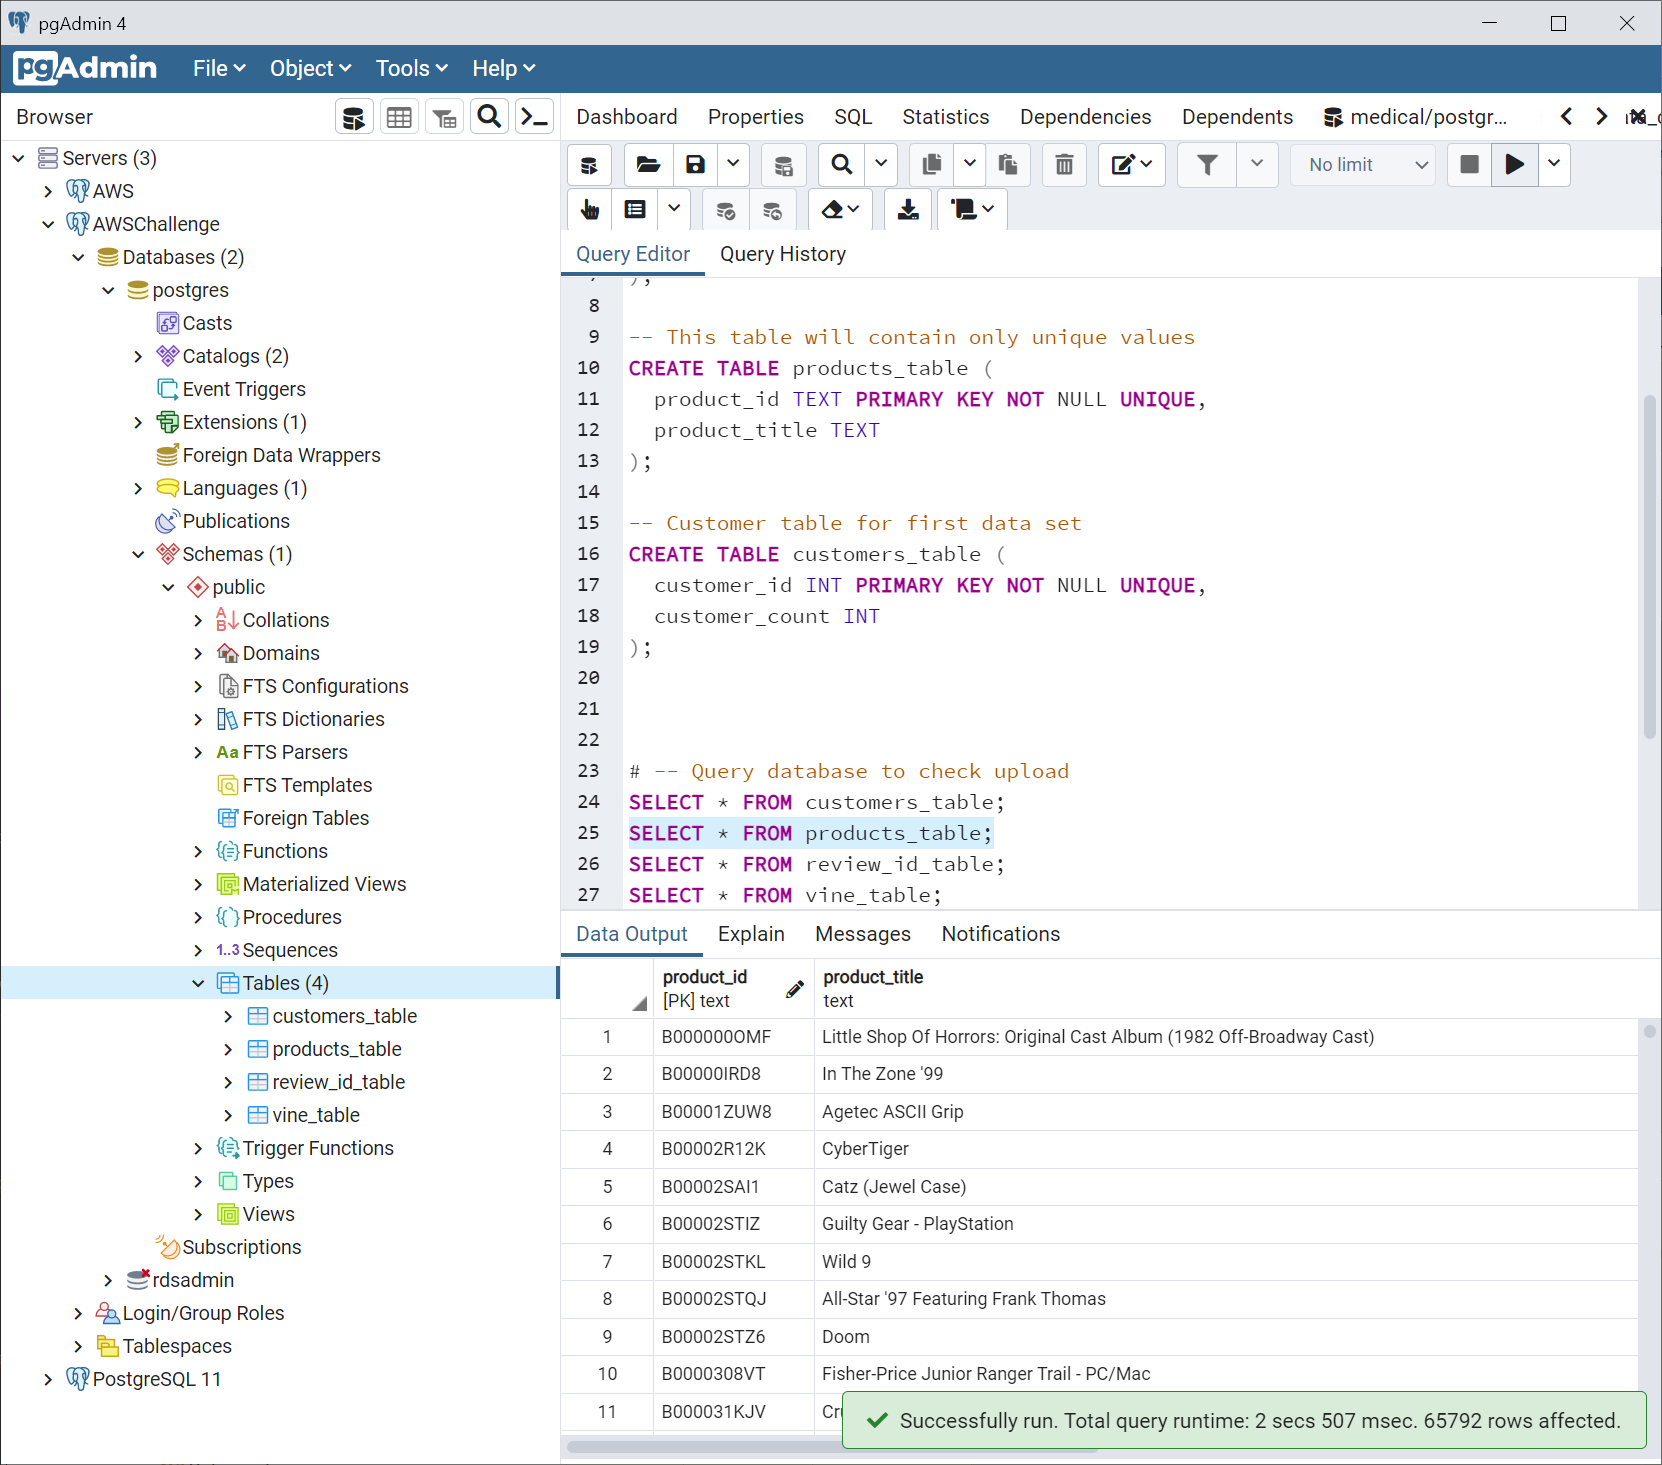 pgAdmin 4
pgAdmin File Object Tools Help
Browser
Dashboard Properties SQL Statistics Dependencies Dependents medical/postgr...
Servers (3)
AWS
AWSChallenge
Databases (2)
postgres
Casts
Catalogs (2)
Event Triggers
Extensions (1)
Foreign Data Wrappers
Languages (1)
Publications
Schemas (1)
public
Collations
Domains
FTS Configurations
FTS Dictionaries
Aa FTS Parsers
FTS Templates
Foreign Tables
Functions
Materialized Views
Procedures
1..3 Sequences
Tables (4)
customers_table
products_table
review_id_table
vine_table
Trigger Functions
Types
Views
Subscriptions
rdsadmin
Login/Group Roles
Tablespaces
PostgreSQL 11
No limit
Query Editor Query History
);
8
9 -- This table will contain only unique values
10 CREATE TABLE products_table (
11 product_id TEXT PRIMARY KEY NOT NULL UNIQUE,
12 product_title TEXT
13 );
14
15 -- Customer table for first data set
16 CREATE TABLE customers_table (
17 customer_id INT PRIMARY KEY NOT NULL UNIQUE,
18 customer_count INT
19 );
20
21
22
23 # -- Query database to check upload
24 SELECT * FROM customers_table;
25 SELECT * FROM products_table;
26 SELECT * FROM review_id_table;
27 SELECT * FROM vine_table;
Data Output Explain Messages Notifications
product_id product_title
[PK] text text
1 B000000OMF Little Shop Of Horrors: Original Cast Album (1982 Off-Broadway Cast)
2 B00000IRD8 In The Zone '99
3 B00001ZUW8 Agetec ASCII Grip
4 B00002R12K CyberTiger
5 B00002SAI1 Catz (Jewel Case)
6 B00002STIZ Guilty Gear - PlayStation
7 B00002STKL Wild 9
8 B00002STQJ All-Star '97 Featuring Frank Thomas
9 B00002STZ6 Doom
10 B0000308VT Fisher-Price Junior Ranger Trail - PC/Mac
11 B000031KJV
Successfully run. Total query runtime: 2 secs 507 msec. 65792 rows affected.